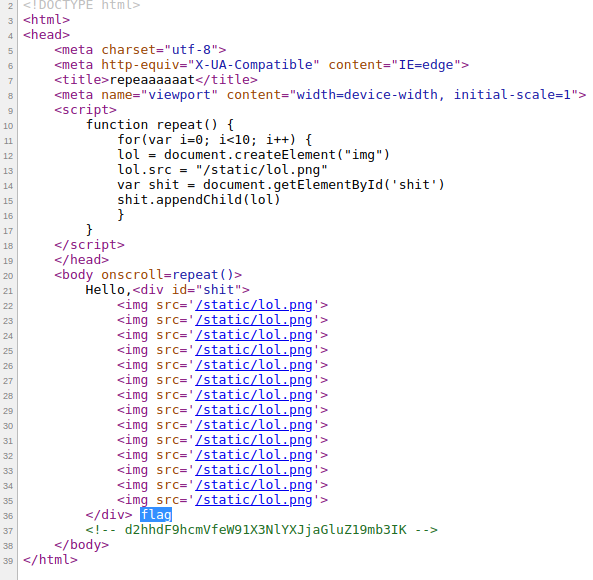 2 <!DOCTYPE html>
3 <html>
4 <head>
5     <meta charset="utf-8">
6     <meta http-equiv="X-UA-Compatible" content="IE=edge">
7     <title>repeaaaaaat</title>
8     <meta name="viewport" content="width=device-width, initial-scale=1">
9     <script>
10         function repeat() {
11             for(var i=0; i<10; i++) {
12             lol = document.createElement("img")
13             lol.src = "/static/lol.png"
14             var shit = document.getElementById('shit')
15             shit.appendChild(lol)
16             }
17         }
18     </script>
19     </head>
20     <body onscroll=repeat()>
21         Hello,<div id="shit">
22             <img src='/static/lol.png'>
23             <img src='/static/lol.png'>
24             <img src='/static/lol.png'>
25             <img src='/static/lol.png'>
26             <img src='/static/lol.png'>
27             <img src='/static/lol.png'>
28             <img src='/static/lol.png'>
29             <img src='/static/lol.png'>
30             <img src='/static/lol.png'>
31             <img src='/static/lol.png'>
32             <img src='/static/lol.png'>
33             <img src='/static/lol.png'>
34             <img src='/static/lol.png'>
35             <img src='/static/lol.png'>
36         </div> flag
37         <!-- d2hhdF9hcmVfeW91X3NlYXJjaGluZ19mb3IK -->
38     </body>
39 </html>